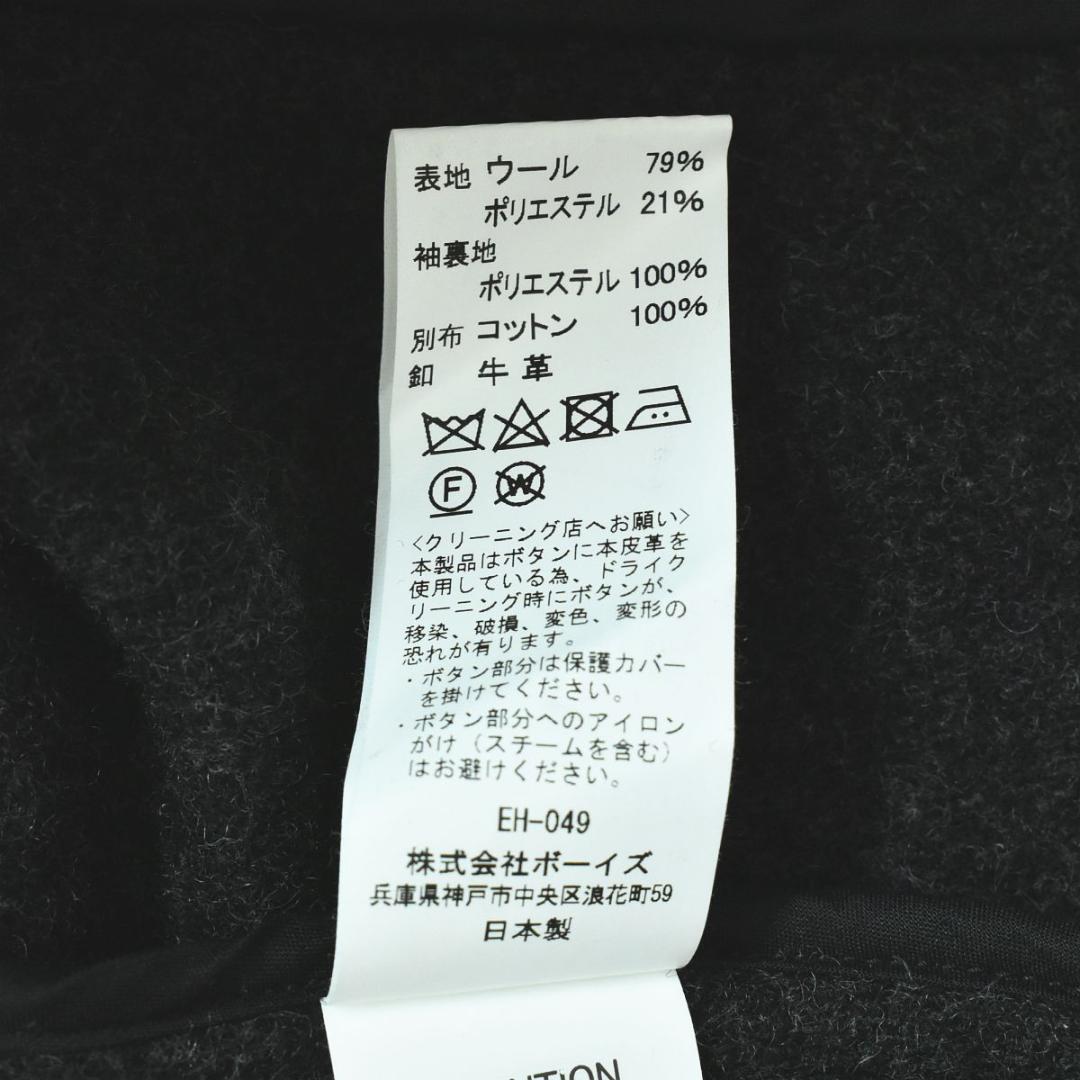 表地 ウール 79%
ポリエステル 21%
袖裏地
ポリエステル 100%
別布 コットン 100%
釦 牛革
F W
<クリーニング店へお願い>
本製品はボタンに本皮革を
使用している為、ドライク
リーニング時にボタンが、
移染、破損、変色、変形の
恐れが有ります。
・ボタン部分は保護カバー
を掛けてください。
・ボタン部分へのアイロン
がけ（スチームを含む）
はお避けください。
EH-049
株式会社ボーイズ
兵庫県神戸市中央区浪花町59
日本製